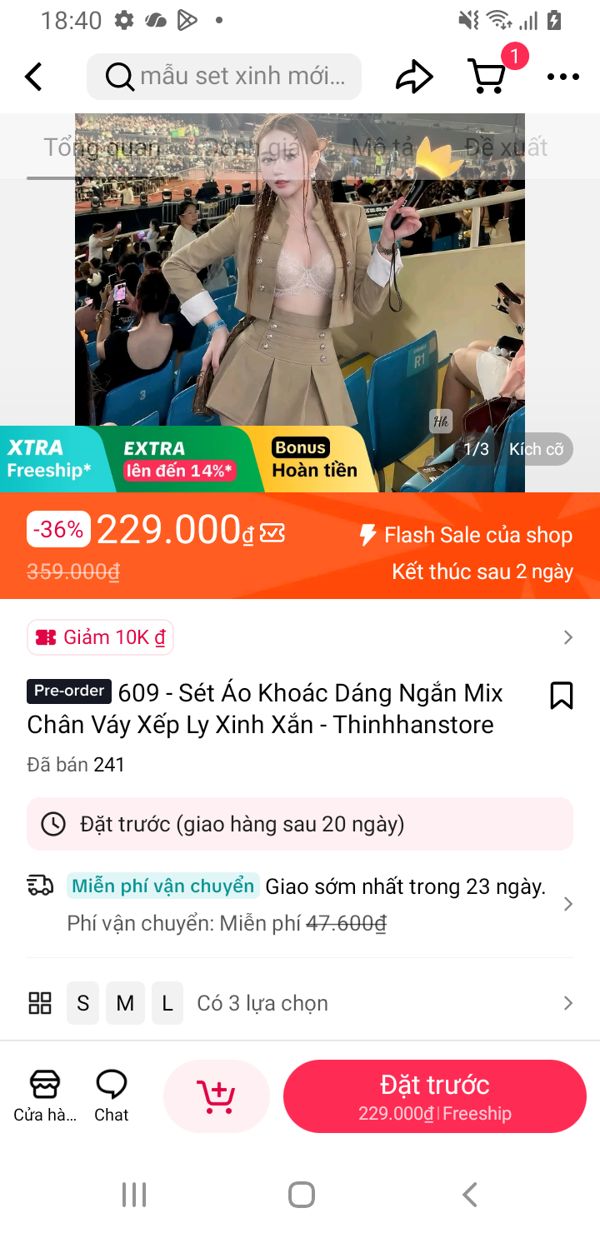 18:40
mẫu set xinh mới...
1
Tổng quan Đánh giá Mô tả Đề xuất
R1
3
Hk
1/3 Kích cỡ
XTRA
Freeship*
EXTRA
lên đến 14%*
Bonus
Hoàn tiền
-36% 229.000₫
Flash Sale của shop
359.000₫
Kết thúc sau 2 ngày
Giảm 10K ₫
Pre-order 609 - Sét Áo Khoác Dáng Ngắn Mix
Chân Váy Xếp Ly Xinh Xắn - Thinhhanstore
Đã bán 241
Đặt trước (giao hàng sau 20 ngày)
Miễn phí vận chuyển Giao sớm nhất trong 23 ngày.
Phí vận chuyển: Miễn phí 47.600₫
S M L Có 3 lựa chọn
Cửa hà...
Chat
Đặt trước
229.000₫ | Freeship